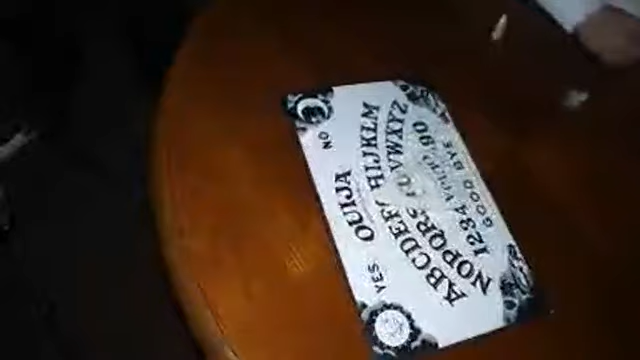 YES OUIJA NO
ABCDEF HIJKLM
NOPQRS VWXYZ
1234 90
GOOD BYE